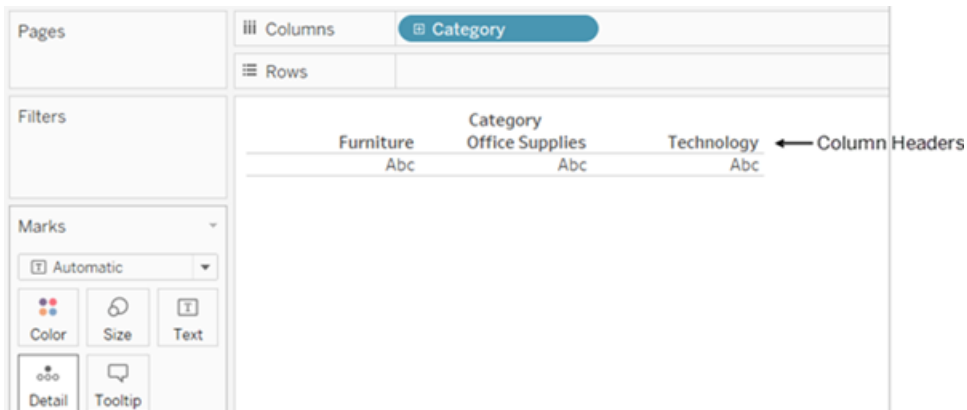 Pages
Columns
Category
Rows
Filters
Category
Furniture Office Supplies Technology
Column Headers
Abc Abc Abc
Marks
T Automatic
Color Size T Text
Detail Tooltip